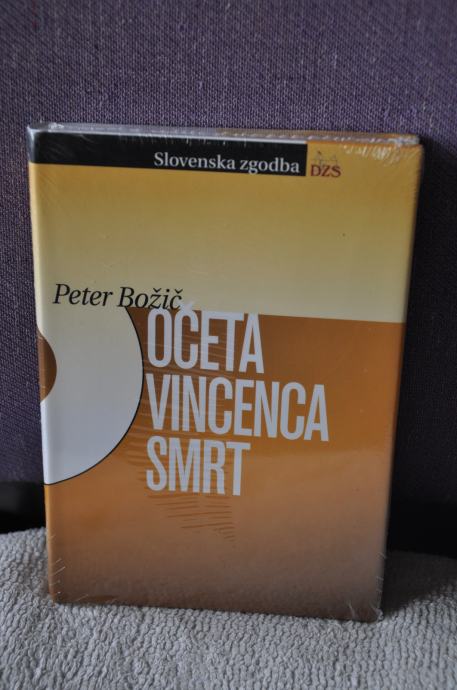 Slovenska zgodba
DZS
Peter Božič
OČETA
VINCENCA
SMRT